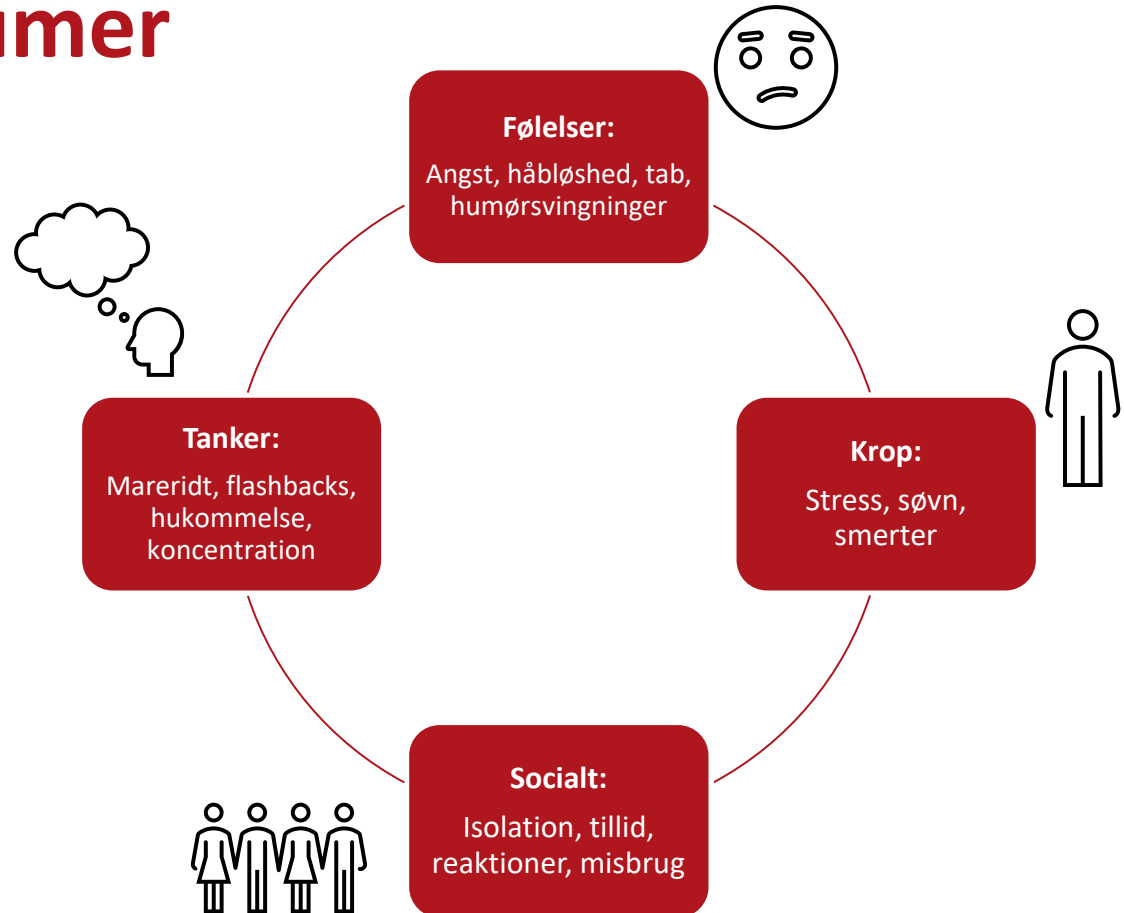 umer
Følelser:
Angst, håbløshed, tab,
humørsvingninger
Tanker:
Mareridt, flashbacks,
hukommelse,
koncentration
Krop:
Stress, søvn,
smerter
Socialt:
Isolation, tillid,
reaktioner, misbrug